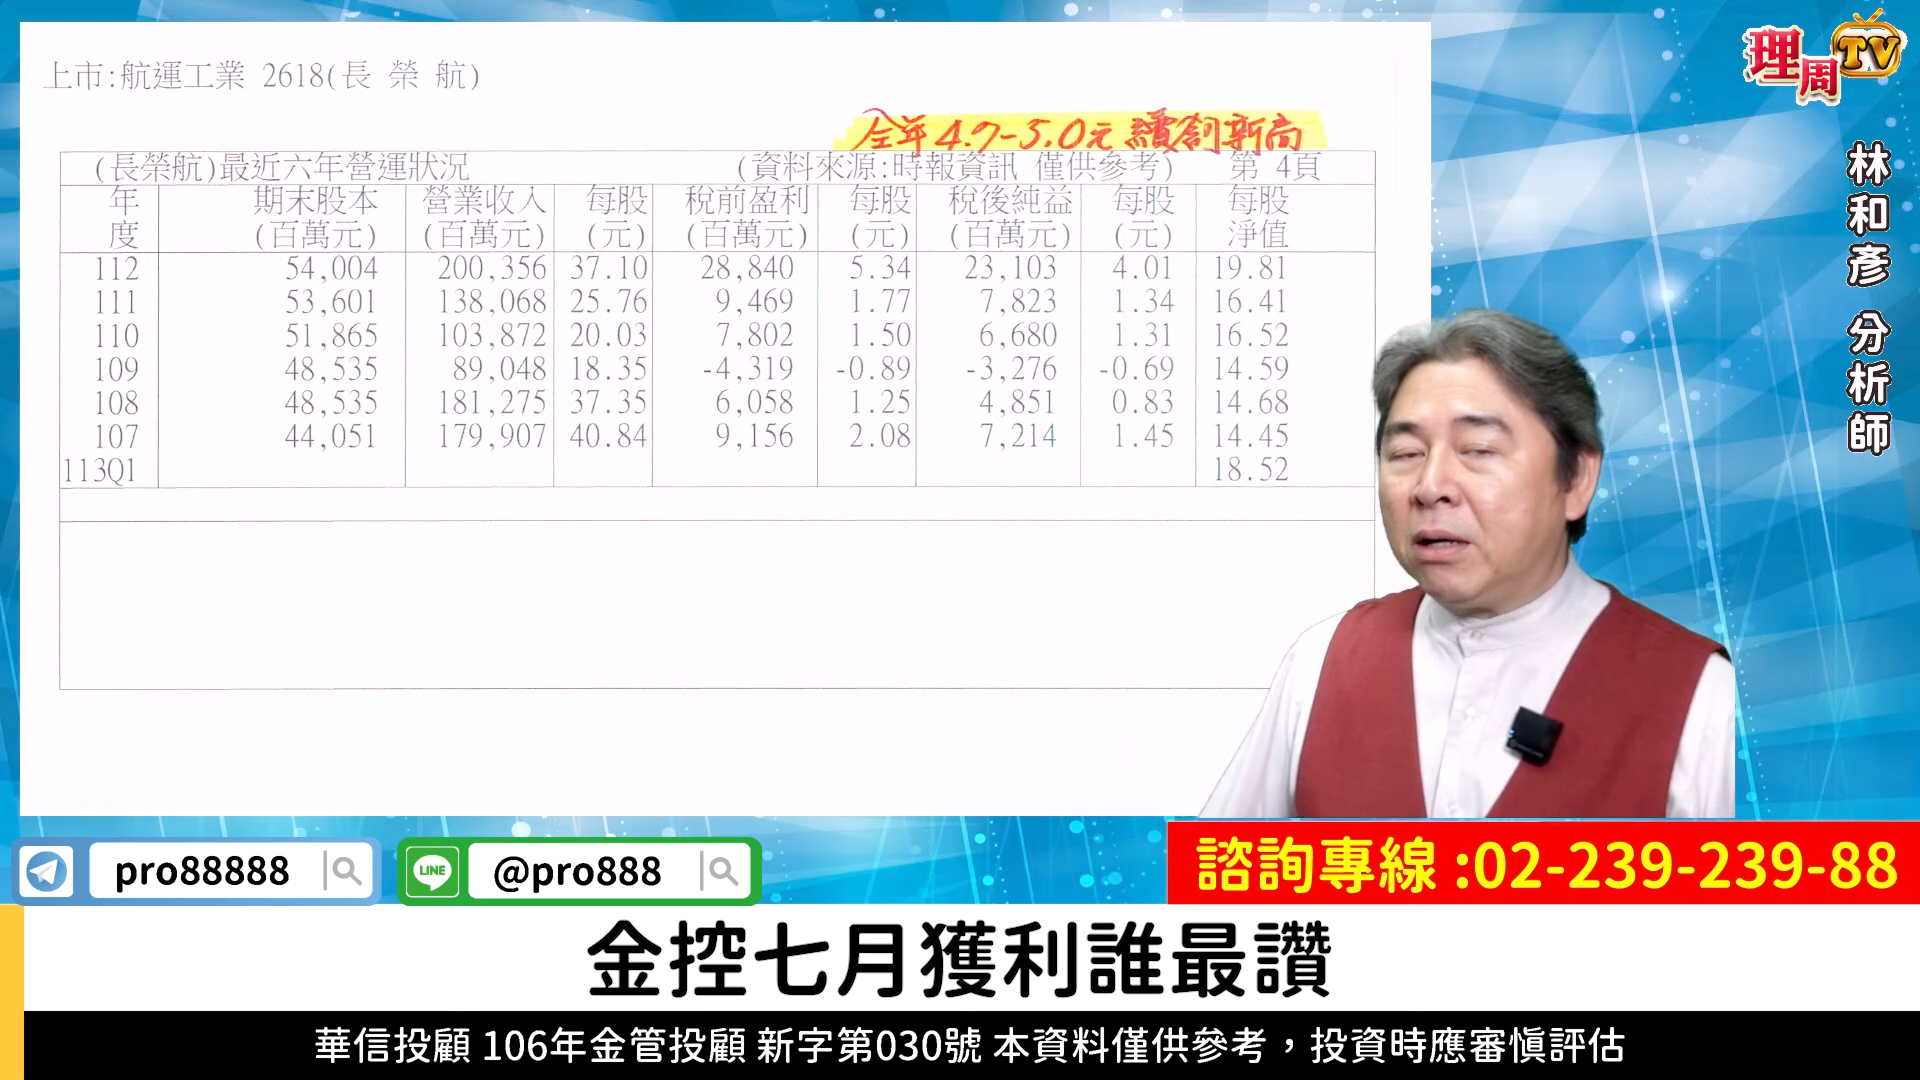 上市:航運工業 2618(長 榮 航)
理周TV
全年4.7-5.0元 續創新高
(長榮航)最近六年營運狀況 (資料來源:時報資訊 僅供參考) 第 4頁
年度 期末股本(百萬元) 營業收入(百萬元) 每股(元) 稅前盈利(百萬元) 每股(元) 稅後純益(百萬元) 每股(元) 每股淨值
112 54,004 200,356 37.10 28,840 5.34 23,103 4.01 19.81
111 53,601 138,068 25.76 9,469 1.77 7,823 1.34 16.41
110 51,865 103,872 20.03 7,802 1.50 6,680 1.31 16.52
109 48,535 89,048 18.35 -4,319 -0.89 -3,276 -0.69 14.59
108 48,535 181,275 37.35 6,058 1.25 4,851 0.83 14.68
107 44,051 179,907 40.84 9,156 2.08 7,214 1.45 14.45
113Q1 18.52
林和彥 分析師
pro88888
LINE
@pro888
諮詢專線 :02-239-239-88
金控七月獲利誰最讚
華信投顧 106年金管投顧 新字第030號 本資料僅供參考，投資時應審慎評估